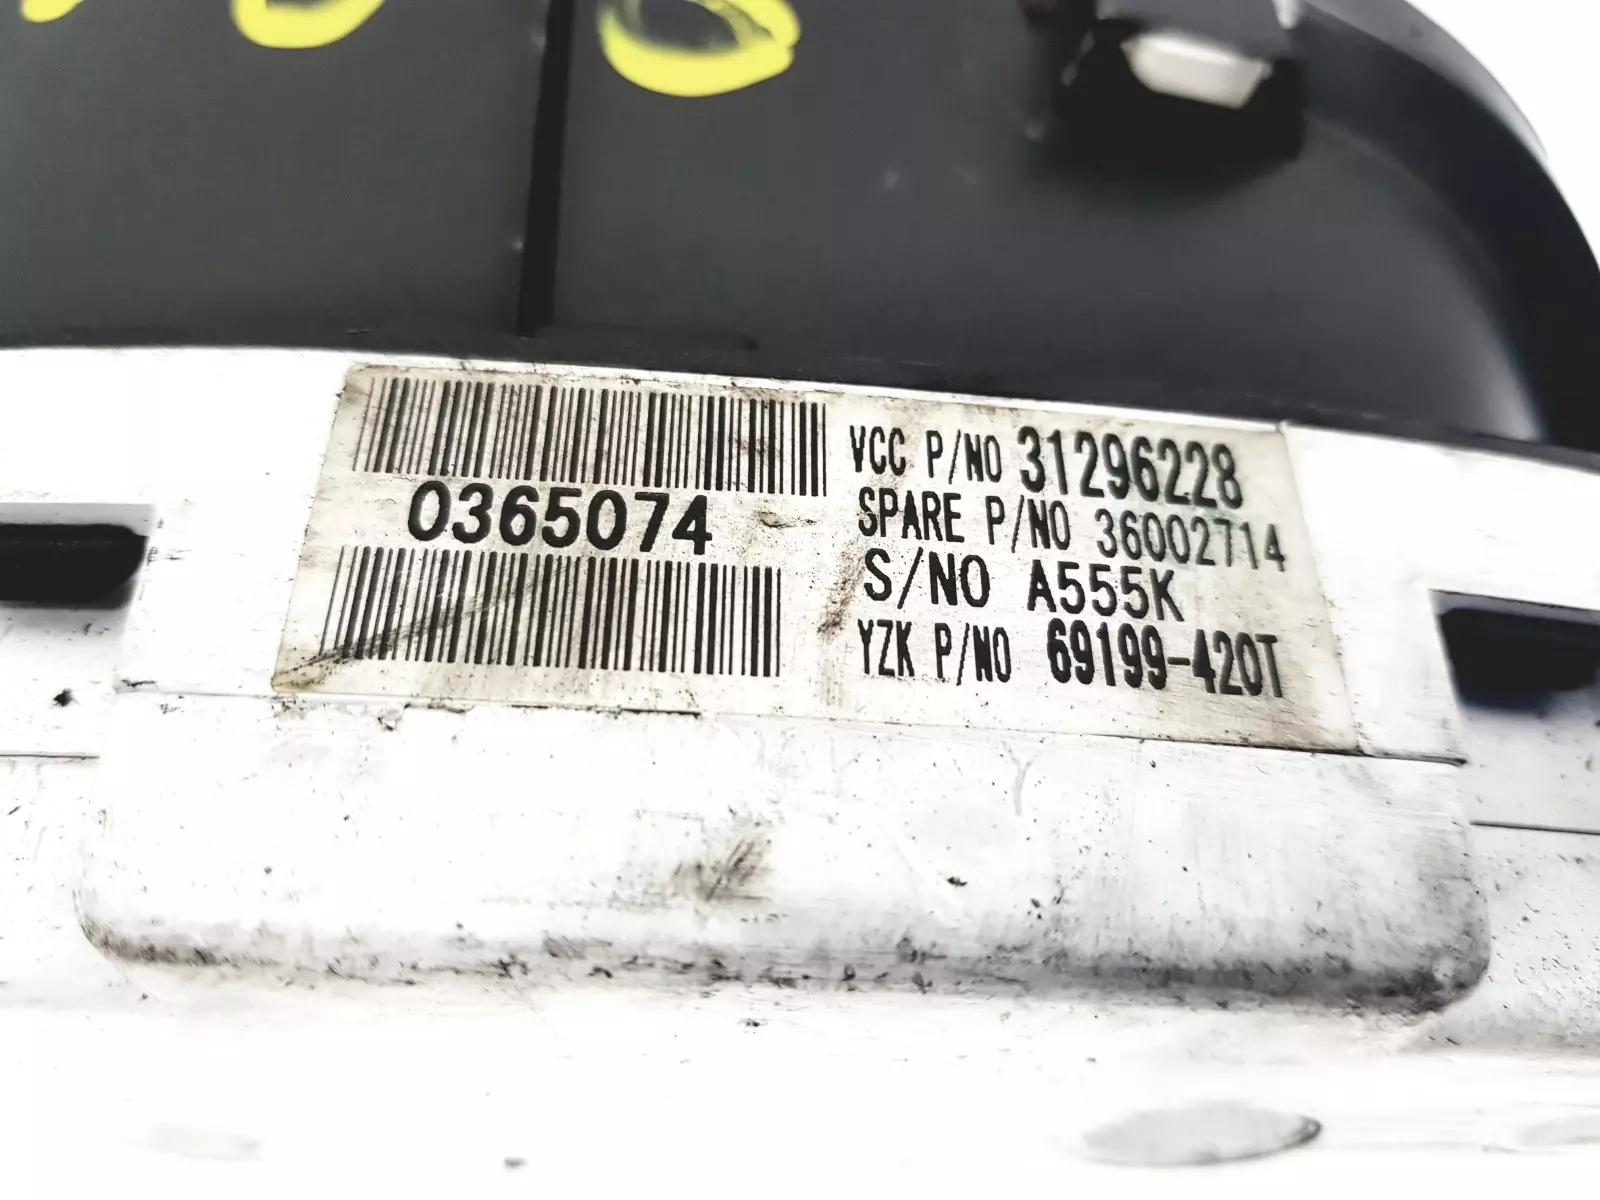 0365074
VCC P/NO 31296228
SPARE P/NO 36002714
S/NO A555K
YZK P/NO 69199-420T